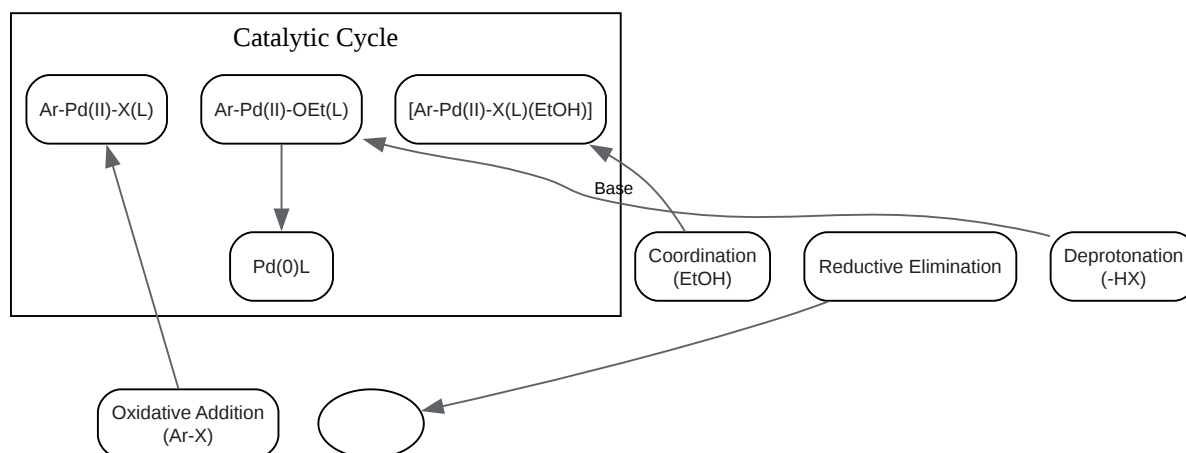 Catalytic Cycle
Ar-Pd(II)-X(L)
Ar-Pd(II)-OEt(L)
[Ar-Pd(II)-X(L)(EtOH)]
Base
Pd(0)L
Coordination
(EtOH)
Reductive Elimination
Deprotonation
(-HX)
Oxidative Addition
(Ar-X)